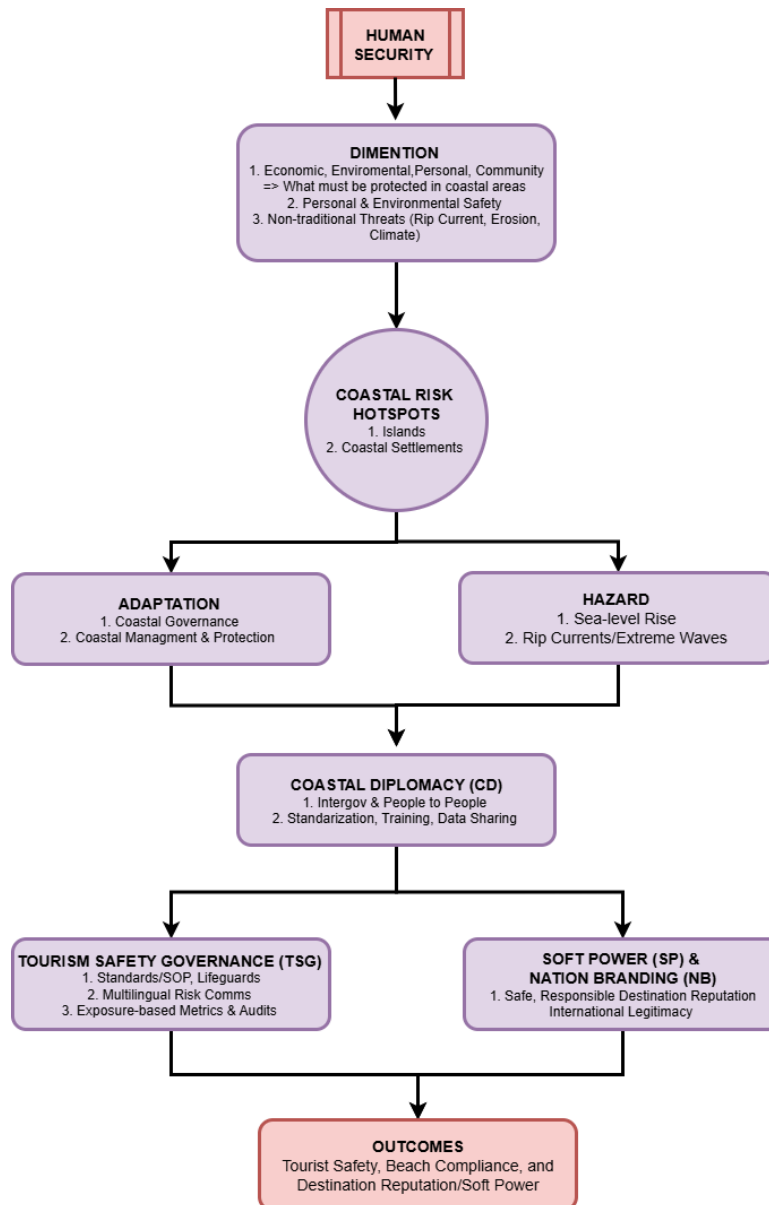 HUMAN
SECURITY
DIMENTION
1. Economic, Enviromental,Personal, Community
=> What must be protected in coastal areas
2. Personal & Environmental Safety
3. Non-traditional Threats (Rip Current, Erosion,
Climate)
COASTAL RISK
HOTSPOTS
1. Islands
2. Coastal Settlements
ADAPTATION
1. Coastal Governance
2. Coastal Managment & Protection
HAZARD
1. Sea-level Rise
2. Rip Currents/Extreme Waves
COASTAL DIPLOMACY (CD)
1. Intergov & People to People
2. Standarization, Training, Data Sharing
TOURISM SAFETY GOVERNANCE (TSG)
1. Standards/SOP, Lifeguards
2. Multilingual Risk Comms
3. Exposure-based Metrics & Audits
SOFT POWER (SP) &
NATION BRANDING (NB)
1. Safe, Responsible Destination Reputation
International Legitimacy
OUTCOMES
Tourist Safety, Beach Compliance, and
Destination Reputation/Soft Power